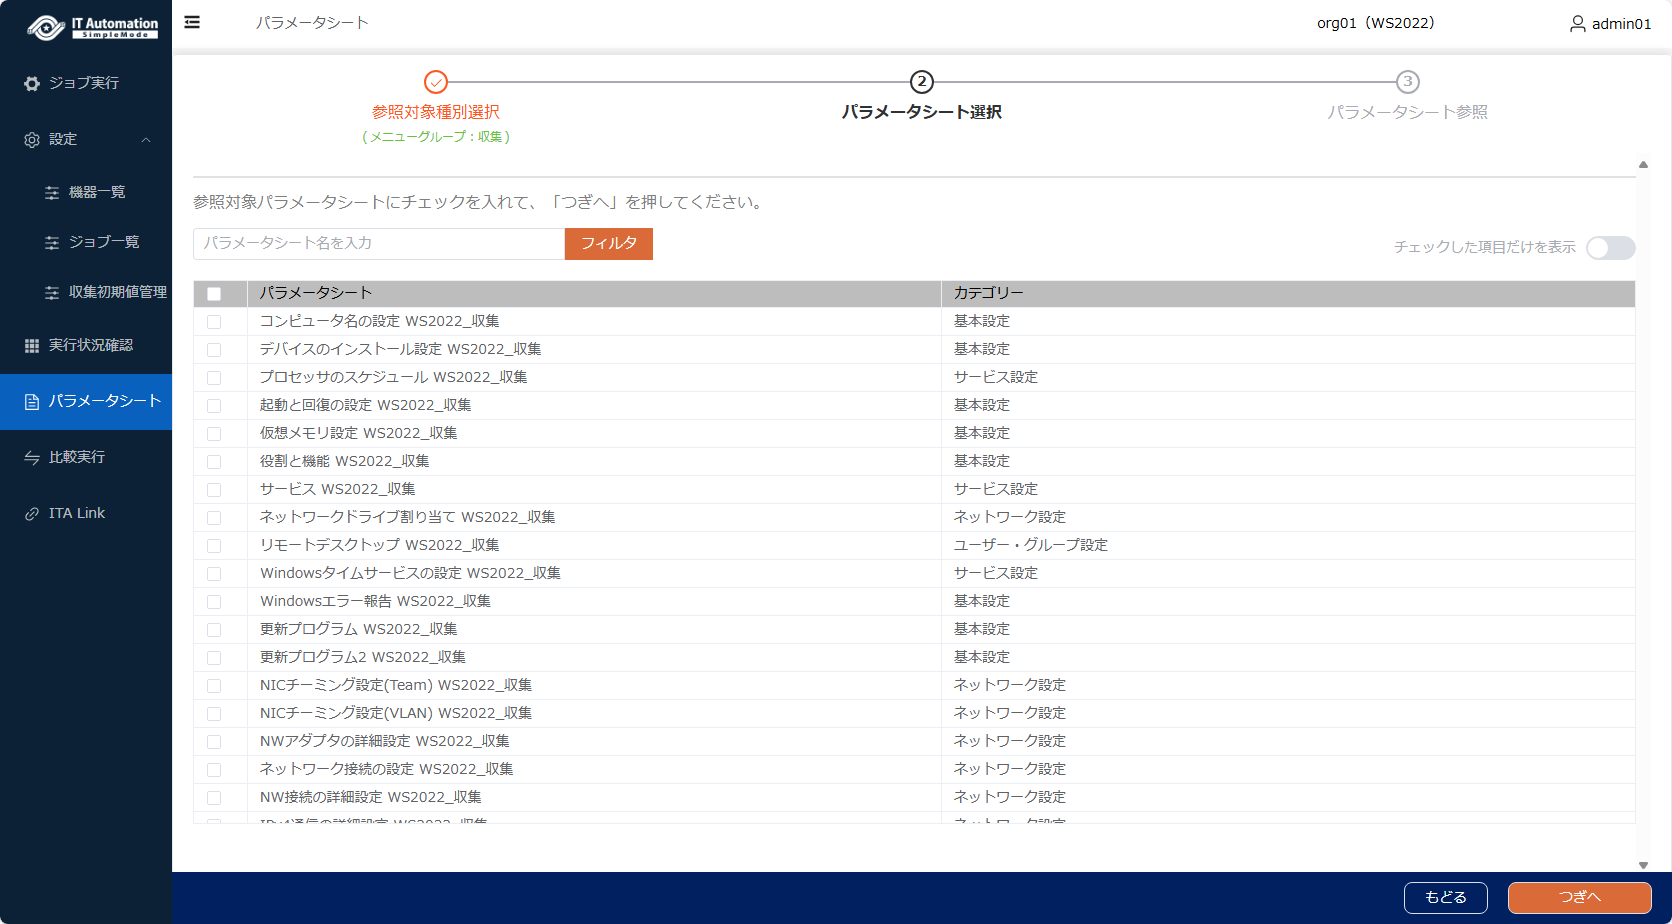 IT Automation
SimpleMode
パラメータシート
org01（WS2022）
admin01
ジョブ実行
設定
機器一覧
ジョブ一覧
収集初期値管理
実行状況確認
パラメータシート
比較実行
ITA Link
参照対象種別選択
（メニューグループ：収集）
2
パラメータシート選択
3
パラメータシート参照
参照対象パラメータシートにチェックを入れて、「つぎへ」を押してください。
パラメータシート名を入力
フィルタ
チェックした項目だけを表示
パラメータシート カテゴリー
コンピュータ名の設定 WS2022_収集 基本設定
デバイスのインストール設定 WS2022_収集 基本設定
プロセッサのスケジュール WS2022_収集 サービス設定
起動と回復の設定 WS2022_収集 基本設定
仮想メモリ設定 WS2022_収集 基本設定
役割と機能 WS2022_収集 基本設定
サービス WS2022_収集 サービス設定
ネットワークドライブ割り当て WS2022_収集 ネットワーク設定
リモートデスクトップ WS2022_収集 ユーザー・グループ設定
Windowsタイムサービスの設定 WS2022_収集 サービス設定
Windowsエラー報告 WS2022_収集 基本設定
更新プログラム WS2022_収集 基本設定
更新プログラム2 WS2022_収集 基本設定
NICチーミング設定(Team) WS2022_収集 ネットワーク設定
NICチーミング設定(VLAN) WS2022_収集 ネットワーク設定
NWアダプタの詳細設定 WS2022_収集 ネットワーク設定
ネットワーク接続の設定 WS2022_収集 ネットワーク設定
NW接続の詳細設定 WS2022_収集 ネットワーク設定
IPv4通信の詳細設定 WS2022_収集 ネットワーク設定
もどる
つぎへ